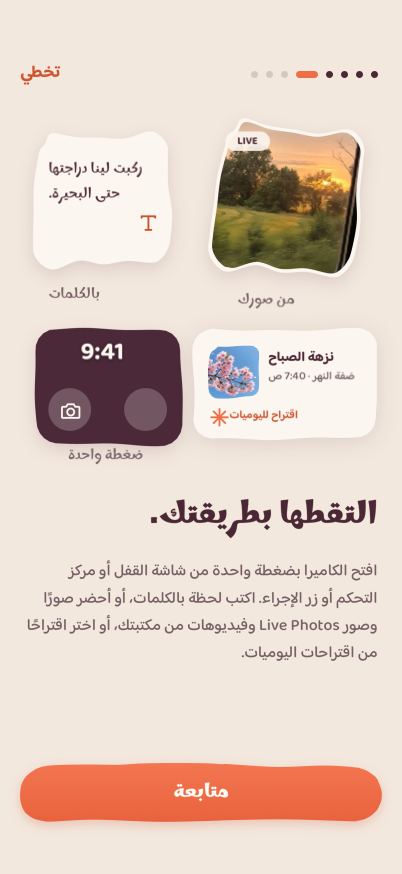 تخطي
LIVE
من صورك
ركبت لينا دراجتها
حتى البحيرة.
T
بالكلمات
نزهة الصباح
ضفة النهر · 7:40 ص
اقتراح لليوميات
9:41
ضغطة واحدة
التقطها بطريقتك.
افتح الكاميرا بضغطة واحدة من شاشة القفل أو مركز
التحكم أو زر الإجراء. اكتب لحظة بالكلمات، أو أحضر صورًا
وصور Live Photos وفيديوهات من مكتبتك، أو اختر اقتراحًا
من اقتراحات اليوميات.
متابعة